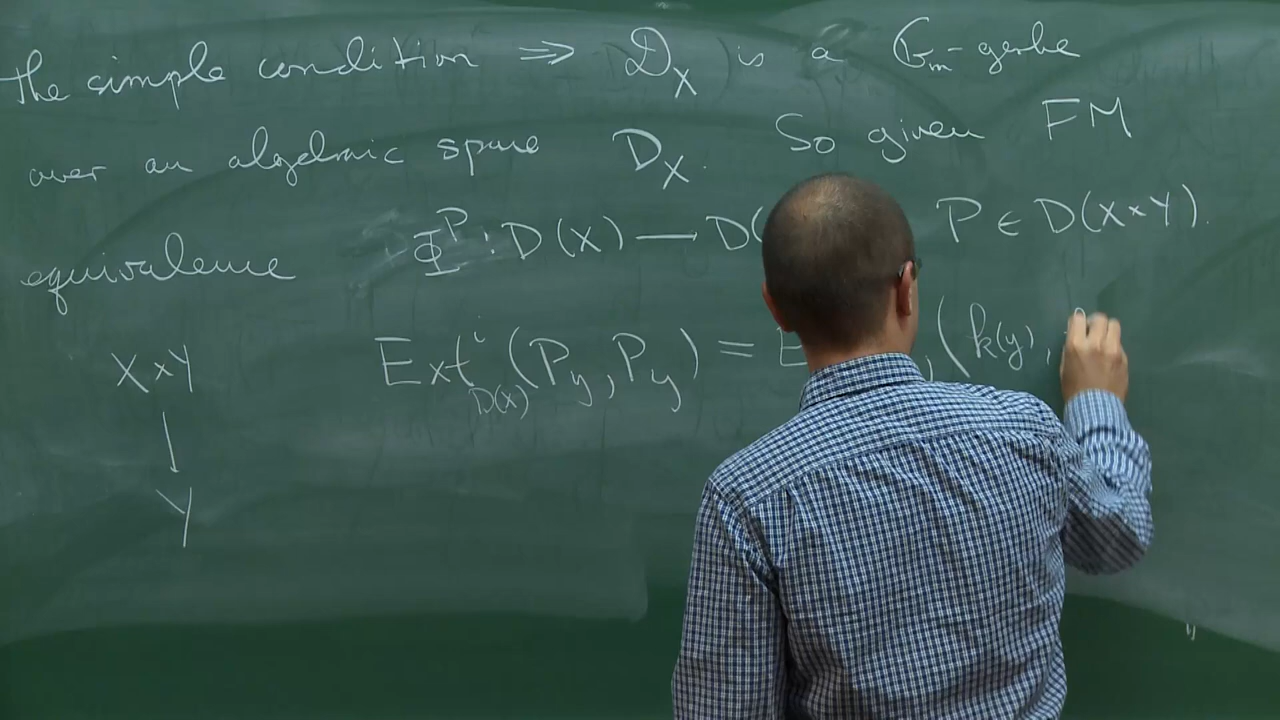 the simple condition ⇒ 𝒟_X is a G_m-gerbe
over an algebraic space D_X. So given FM
equivalence Φ^P : D(X) → D( P ∈ D(X×Y).
X×Y
↓
Y
Ext^i_{D(X)}(P_y, P_y) = E (k(y),